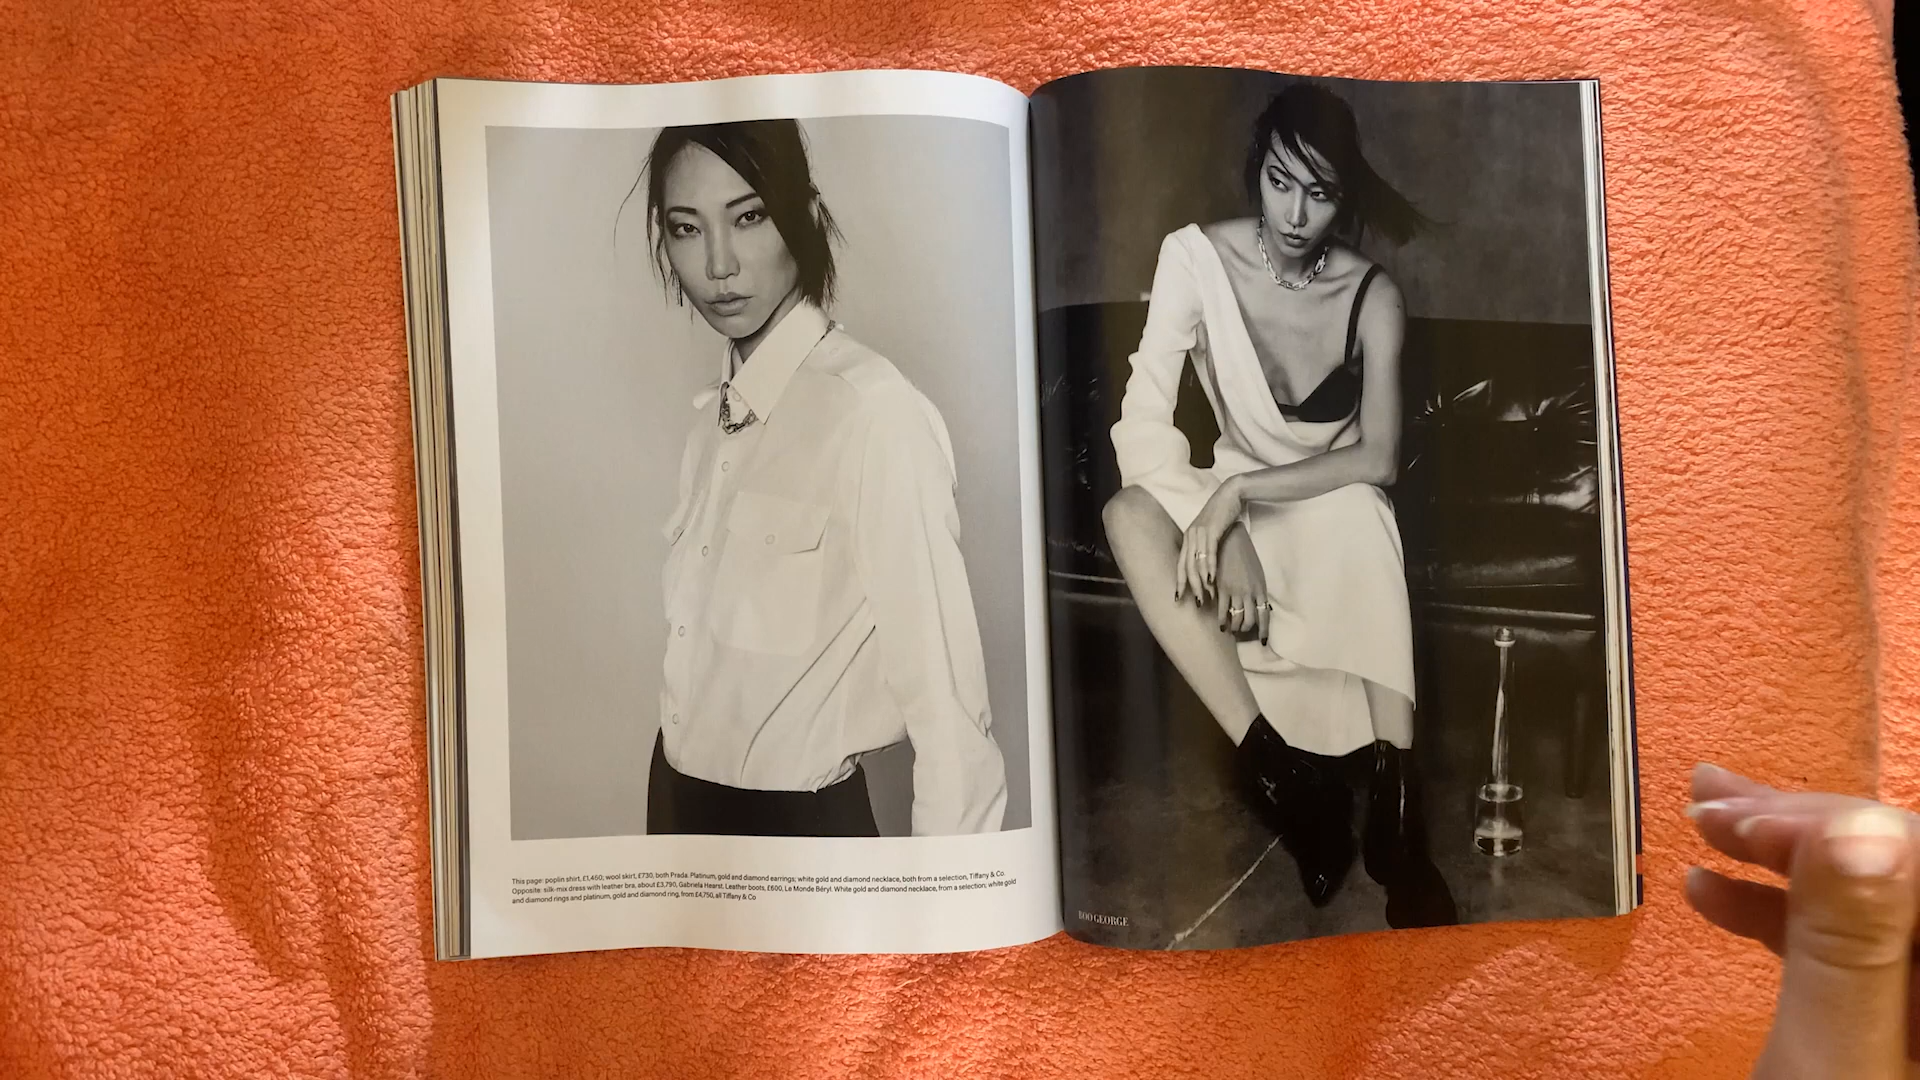 This page: poplin shirt, £1,450; wool skirt, £730, both Prada. Platinum, gold and diamond earrings; white gold and diamond necklace, both from a selection, Tiffany & Co.
Opposite: silk-mix dress with leather bra, about £3,790, Gabriela Hearst. Leather boots, £600, Le Monde Béryl. White gold and diamond necklace, from a selection; white gold
and diamond rings and platinum, gold and diamond ring, from £4,750, all Tiffany & Co
BOO GEORGE